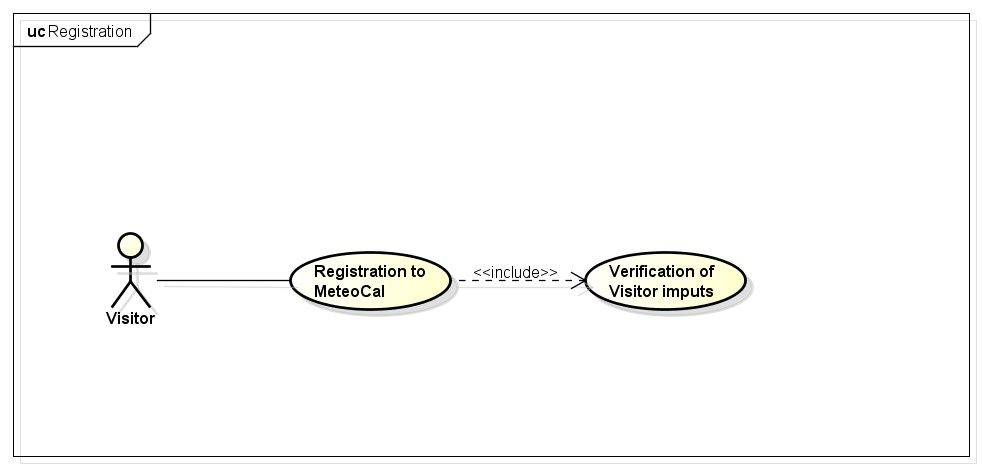 uc Registration
Registration to
MeteoCal
<<include>>
Verification of
Visitor imputs
Visitor